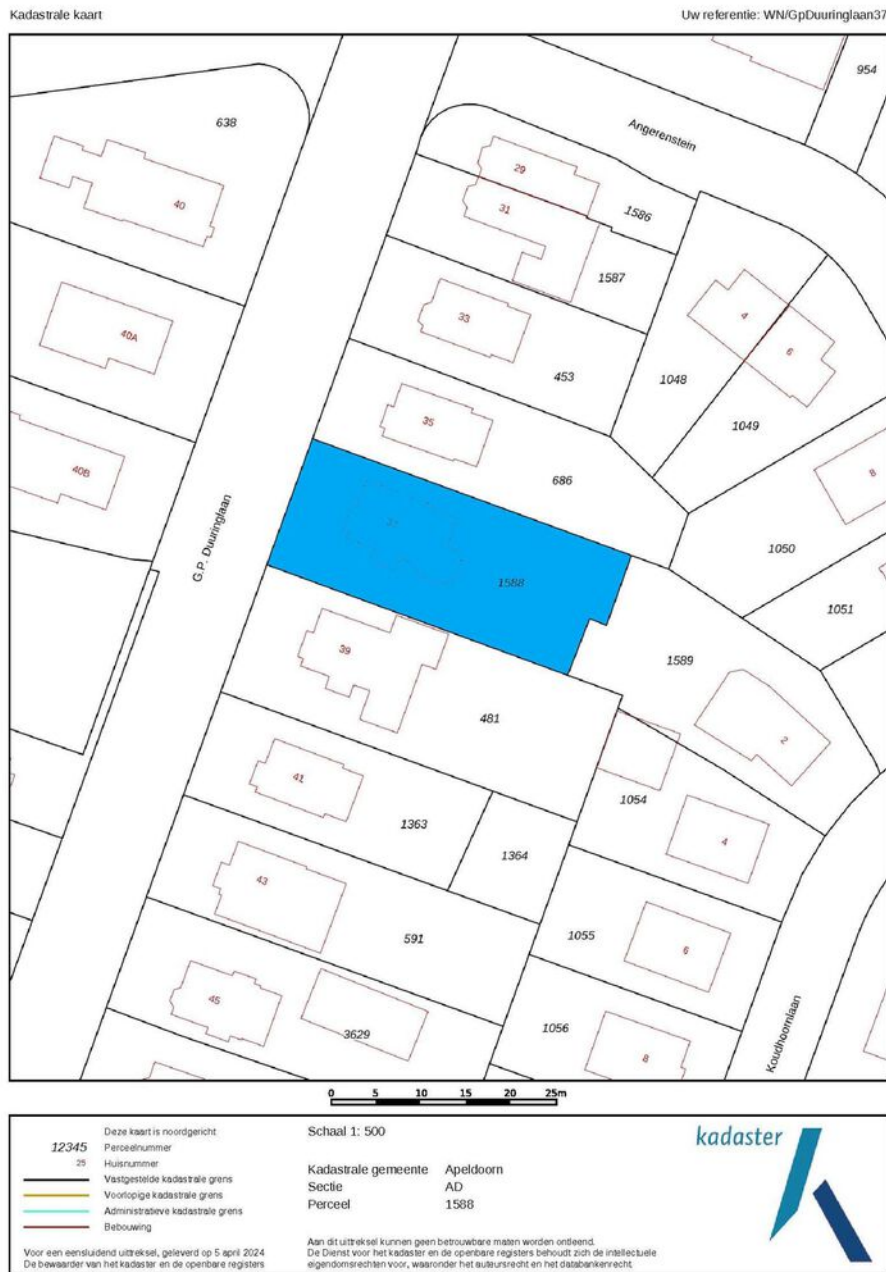 Kadastrale kaart
Uw referentie: WN/GpDuuringlaan37
954
638
Angerenstein
29
40
31
1586
1587
40A
33
4
6
453
1048
35
1049
40B
8
686
G.P. Duuringlaan
37
1050
1588
1051
39
1589
481
2
41
1054
1363
4
1364
43
591
1055
6
45
3629
1056
8
Koudhoornlaan
0 5 10 15 20 25m
Deze kaart is noordgericht
12345 Perceelnummer
25 Huisnummer
Vastgestelde kadastrale grens
Voorlopige kadastrale grens
Administratieve kadastrale grens
Bebouwing
Voor een eensluidend uittreksel, geleverd op 5 april 2024
De bewaarder van het kadaster en de openbare registers
Schaal 1: 500
Kadastrale gemeente Apeldoorn
Sectie AD
Perceel 1588
Aan dit uittreksel kunnen geen betrouwbare maten worden ontleend.
De Dienst voor het kadaster en de openbare registers behoudt zich de intellectuele
eigendomsrechten voor, waaronder het auteursrecht en het databankenrecht.
kadaster